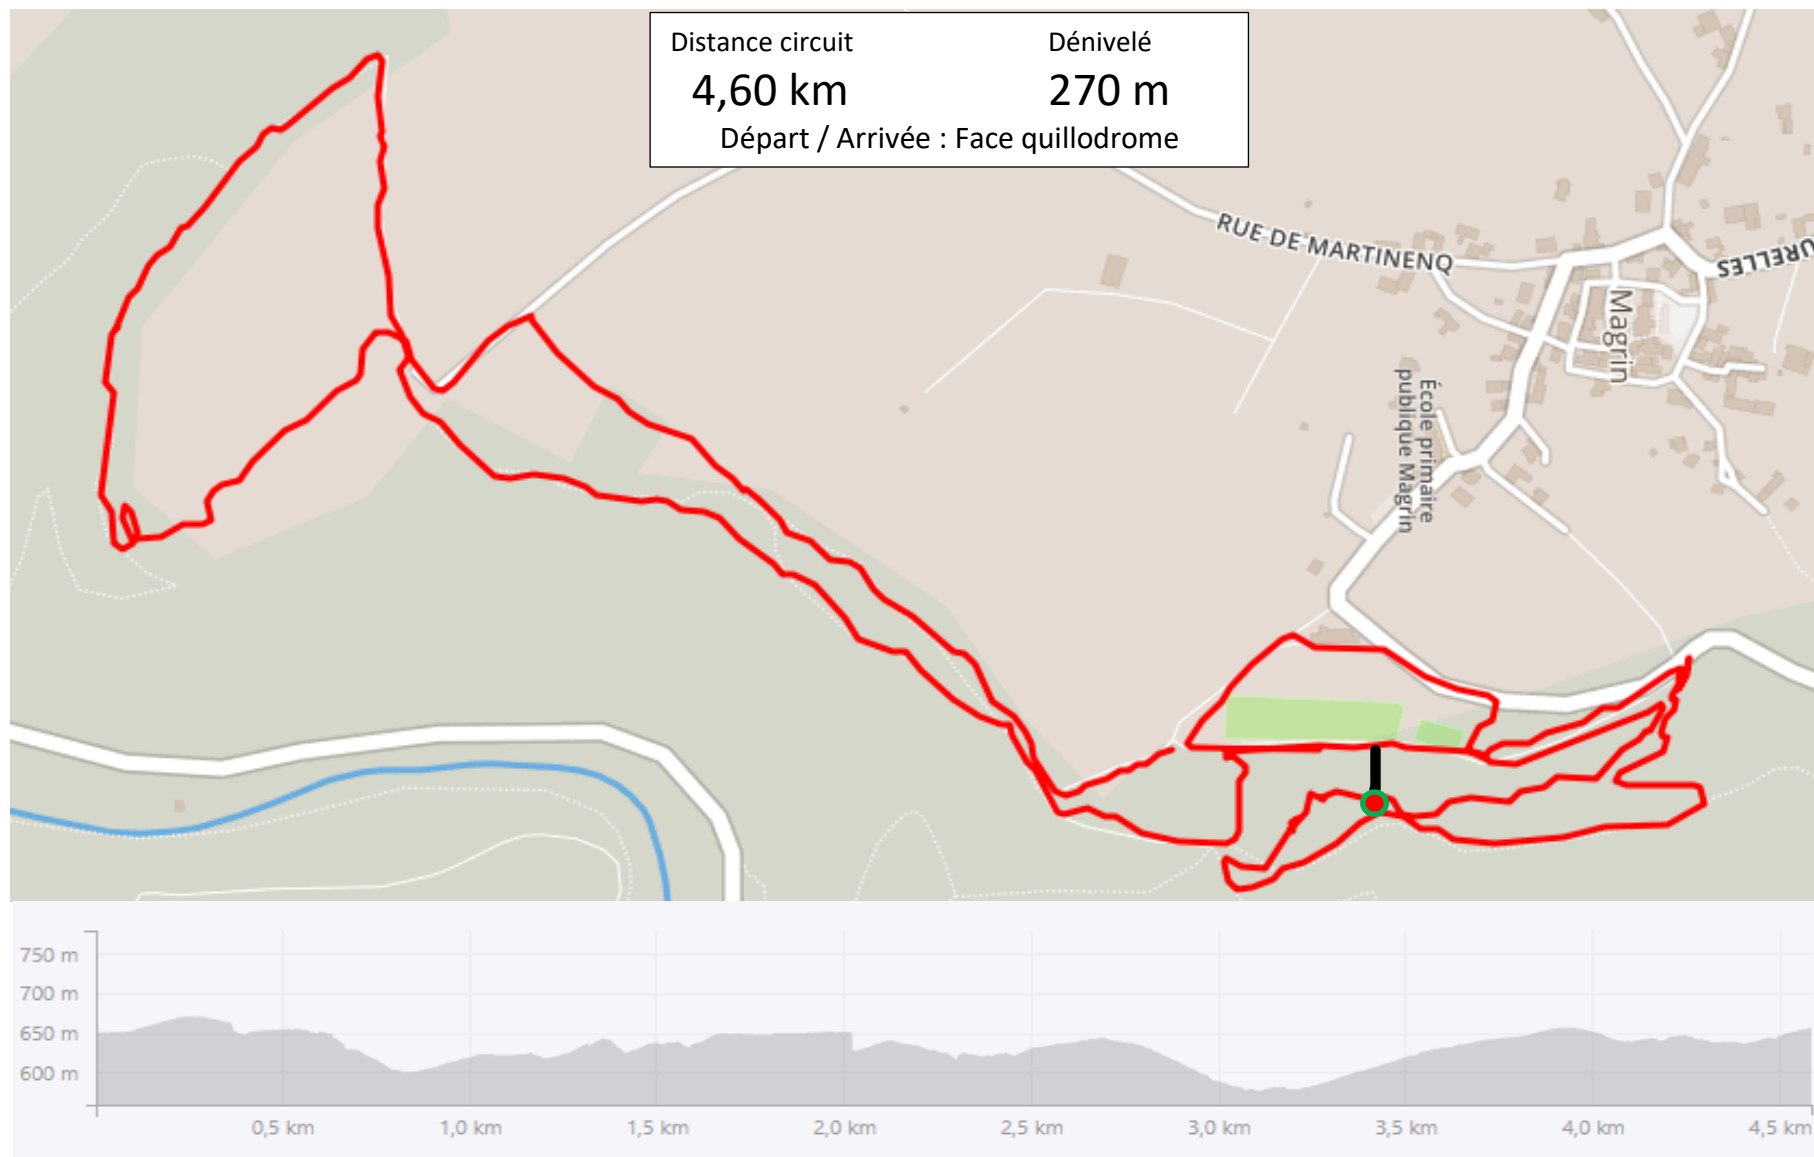 Distance circuit
Dénivelé
4,60 km
270 m
Départ / Arrivée : Face quillodrome
RUE DE MARTINENQ
URELLES
Magrin
École primaire
publique Magrin
750 m
700 m
650 m
600 m
0,5 km
1,0 km
1,5 km
2,0 km
2,5 km
3,0 km
3,5 km
4,0 km
4,5 km